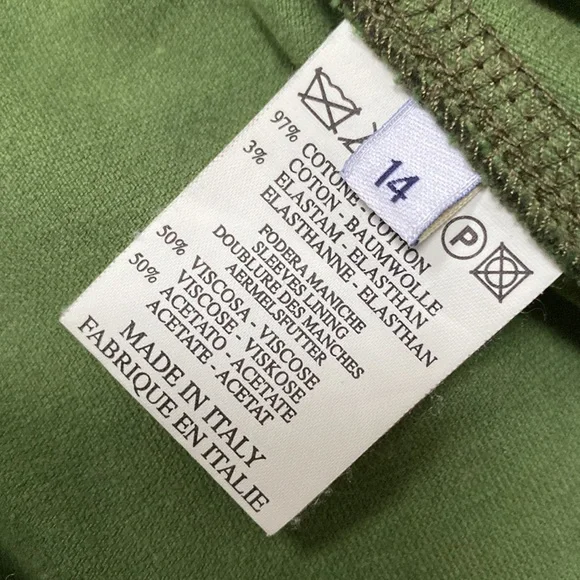 14
P
97% COTONE - COTTON
COTON - BAUMWOLLE
3% ELASTAM - ELASTHAN
ELASTHANNE - ELASTHAN
FODERA MANICHE
SLEEVES LINING
DOUBLURE DES MANCHES
AERMELSFUTTER
50% VISCOSA - VISCOSE
VISCOSE - VISKOSE
50% ACETATO - ACETATE
ACETATE - ACETAT
MADE IN ITALY
FABRIQUE EN ITALIE